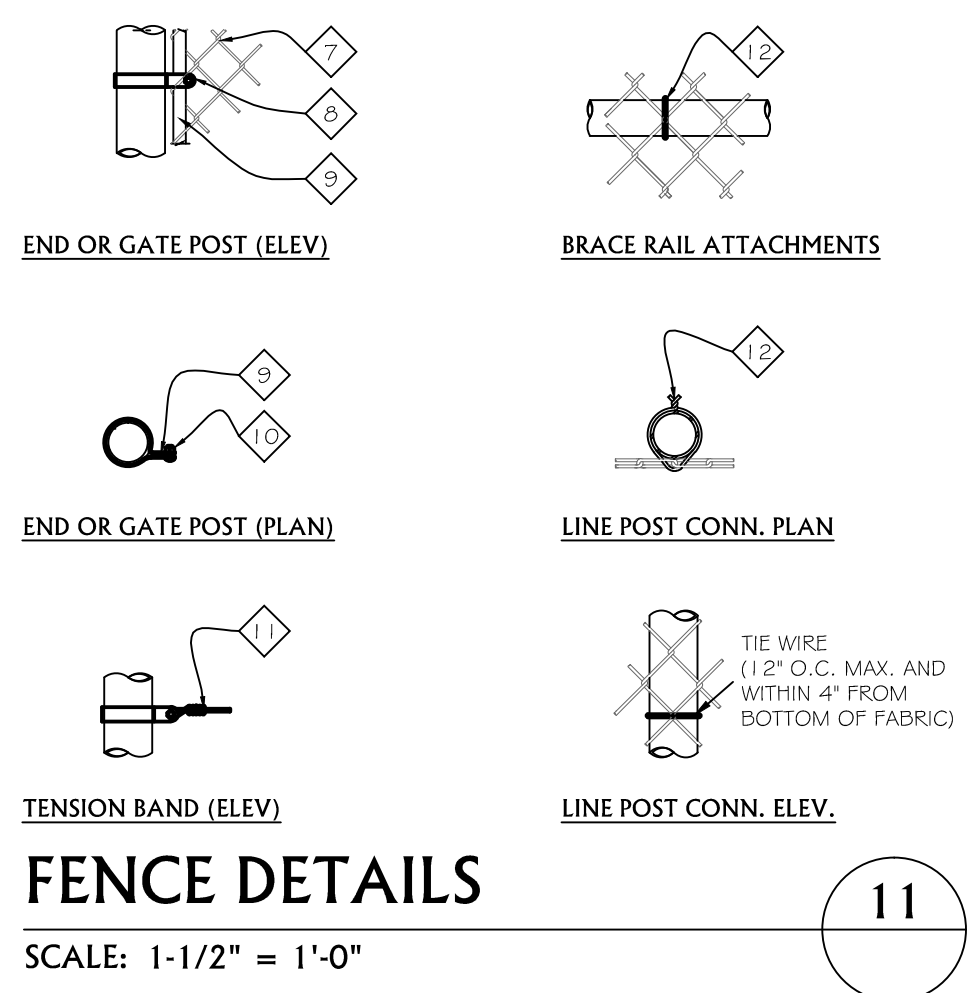 7
8
9
END OR GATE POST (ELEV)
12
BRACE RAIL ATTACHMENTS
9
10
END OR GATE POST (PLAN)
12
LINE POST CONN. PLAN
11
TENSION BAND (ELEV)
TIE WIRE
(12" O.C. MAX. AND
WITHIN 4" FROM
BOTTOM OF FABRIC)
LINE POST CONN. ELEV.
FENCE DETAILS
11
SCALE: 1-1/2" = 1'-0"